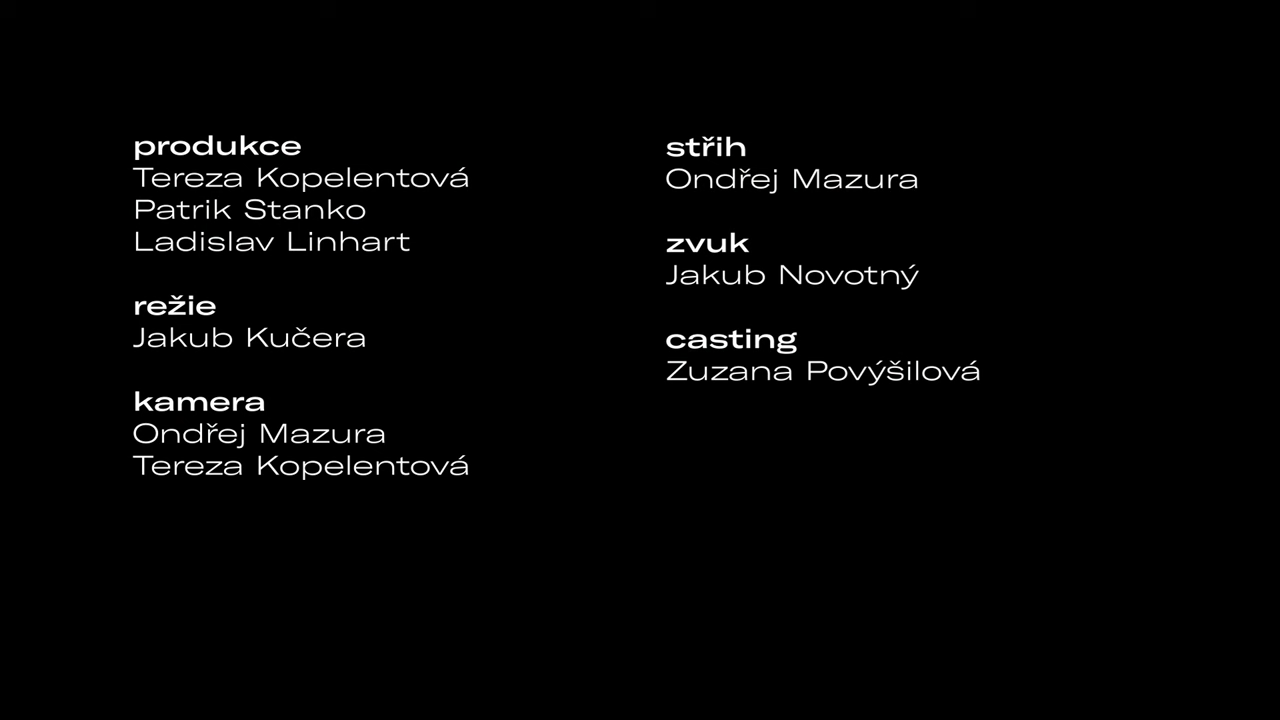 produkce
Tereza Kopelentová
Patrik Stanko
Ladislav Linhart
režie
Jakub Kučera
kamera
Ondřej Mazura
Tereza Kopelentová
střih
Ondřej Mazura
zvuk
Jakub Novotný
casting
Zuzana Povýšilová